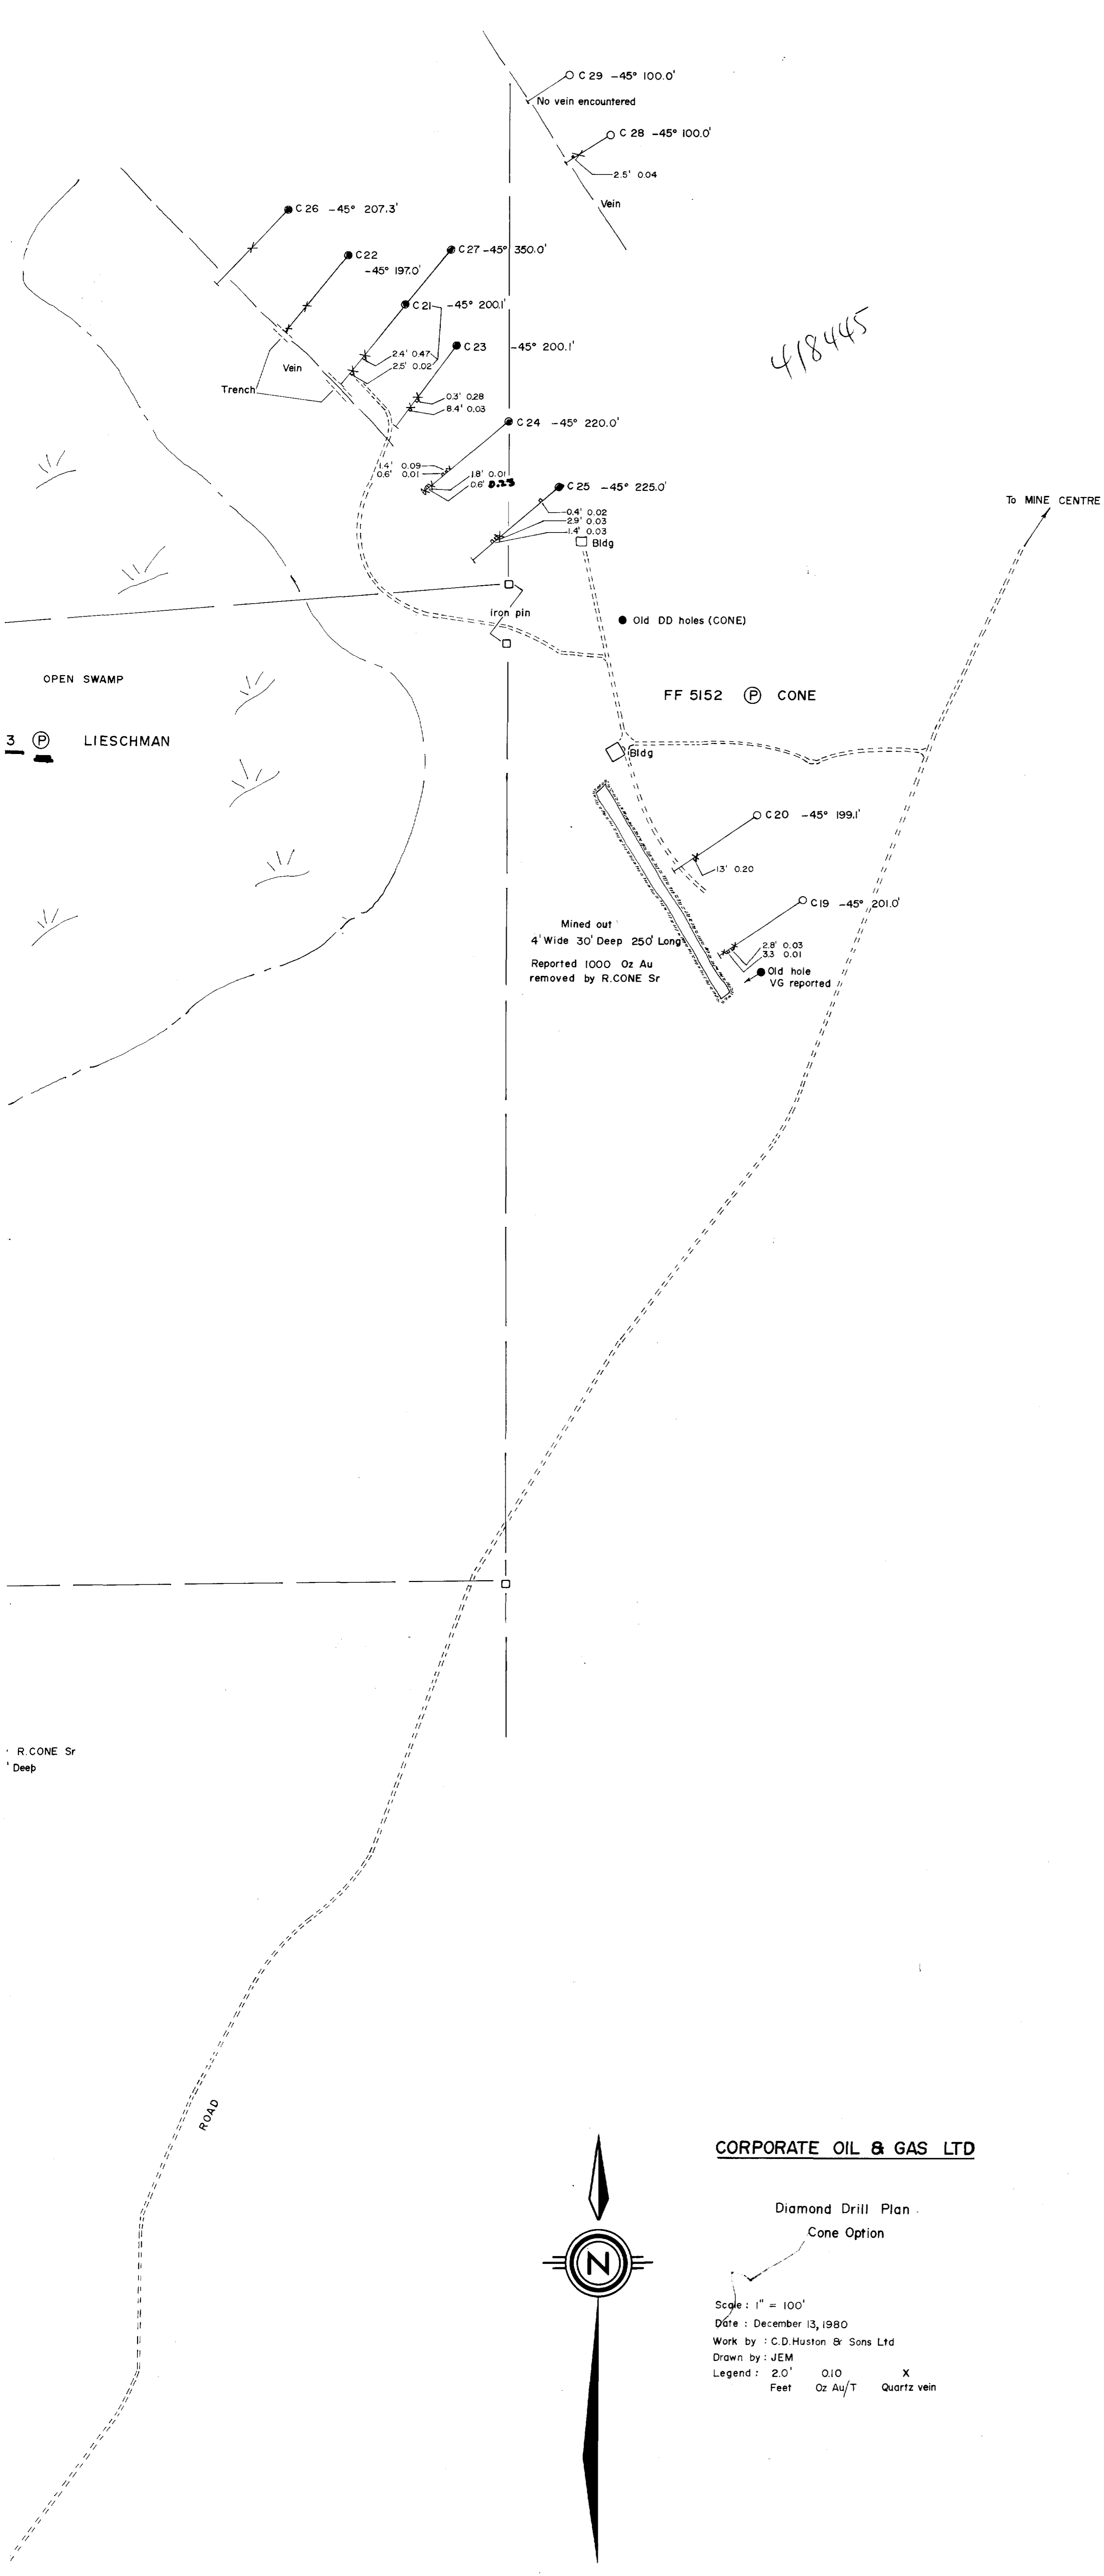 C 29 -45° 100.0'
No vein encountered
C 28 -45° 100.0'
2.5' 0.04
Vein
C 26 -45° 207.3'
C 22
-45° 197.0'
C 27 -45° 350.0'
C 21 -45° 200.1'
C 23 -45° 200.1'
2.4' 0.47
2.5' 0.02
Vein
Trench
0.3' 0.28
8.4' 0.03
418445
C 24 -45° 220.0'
1.4' 0.09
0.6' 0.01
1.8' 0.01
0.6' 0.23
C 25 -45° 225.0'
0.4' 0.02
2.9' 0.03
1.4' 0.03
Bldg
To MINE CENTRE
iron pin
Old DD holes (CONE)
OPEN SWAMP
FF 5152 P CONE
3 P LIESCHMAN
Bldg
C 20 -45° 199.1'
1.3' 0.20
C 19 -45° 201.0'
Mined out
4' Wide 30' Deep 250' Long
2.8' 0.03
3.3 0.01
Reported 1000 Oz Au
removed by R.CONE Sr
Old hole
VG reported
R.CONE Sr
' Deep
ROAD
CORPORATE OIL & GAS LTD
Diamond Drill Plan
Cone Option
N
Scale : 1" = 100'
Date : December 13, 1980
Work by : C.D.Huston & Sons Ltd
Drawn by : JEM
Legend : 2.0' 0.10 X
Feet Oz Au/T Quartz vein